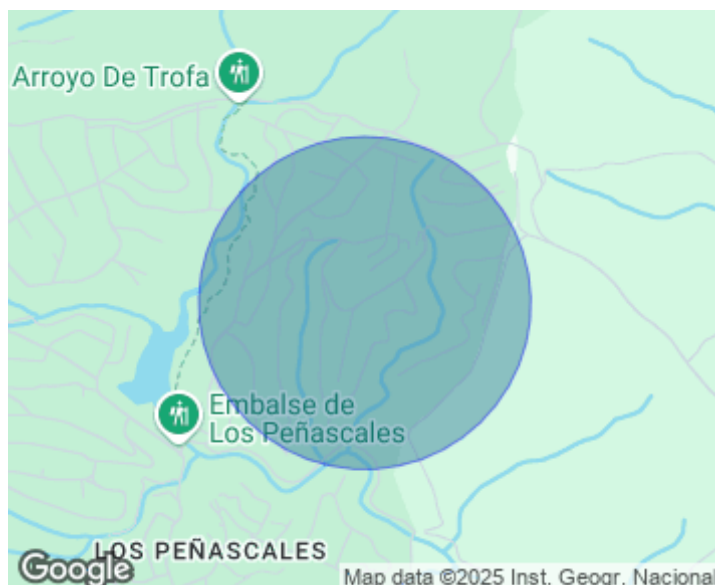 Arroyo De Trofa
Embalse de
Los Peñascales
LOS PEÑASCALES
Google
Map data ©2025 Inst. Geogr. Nacional